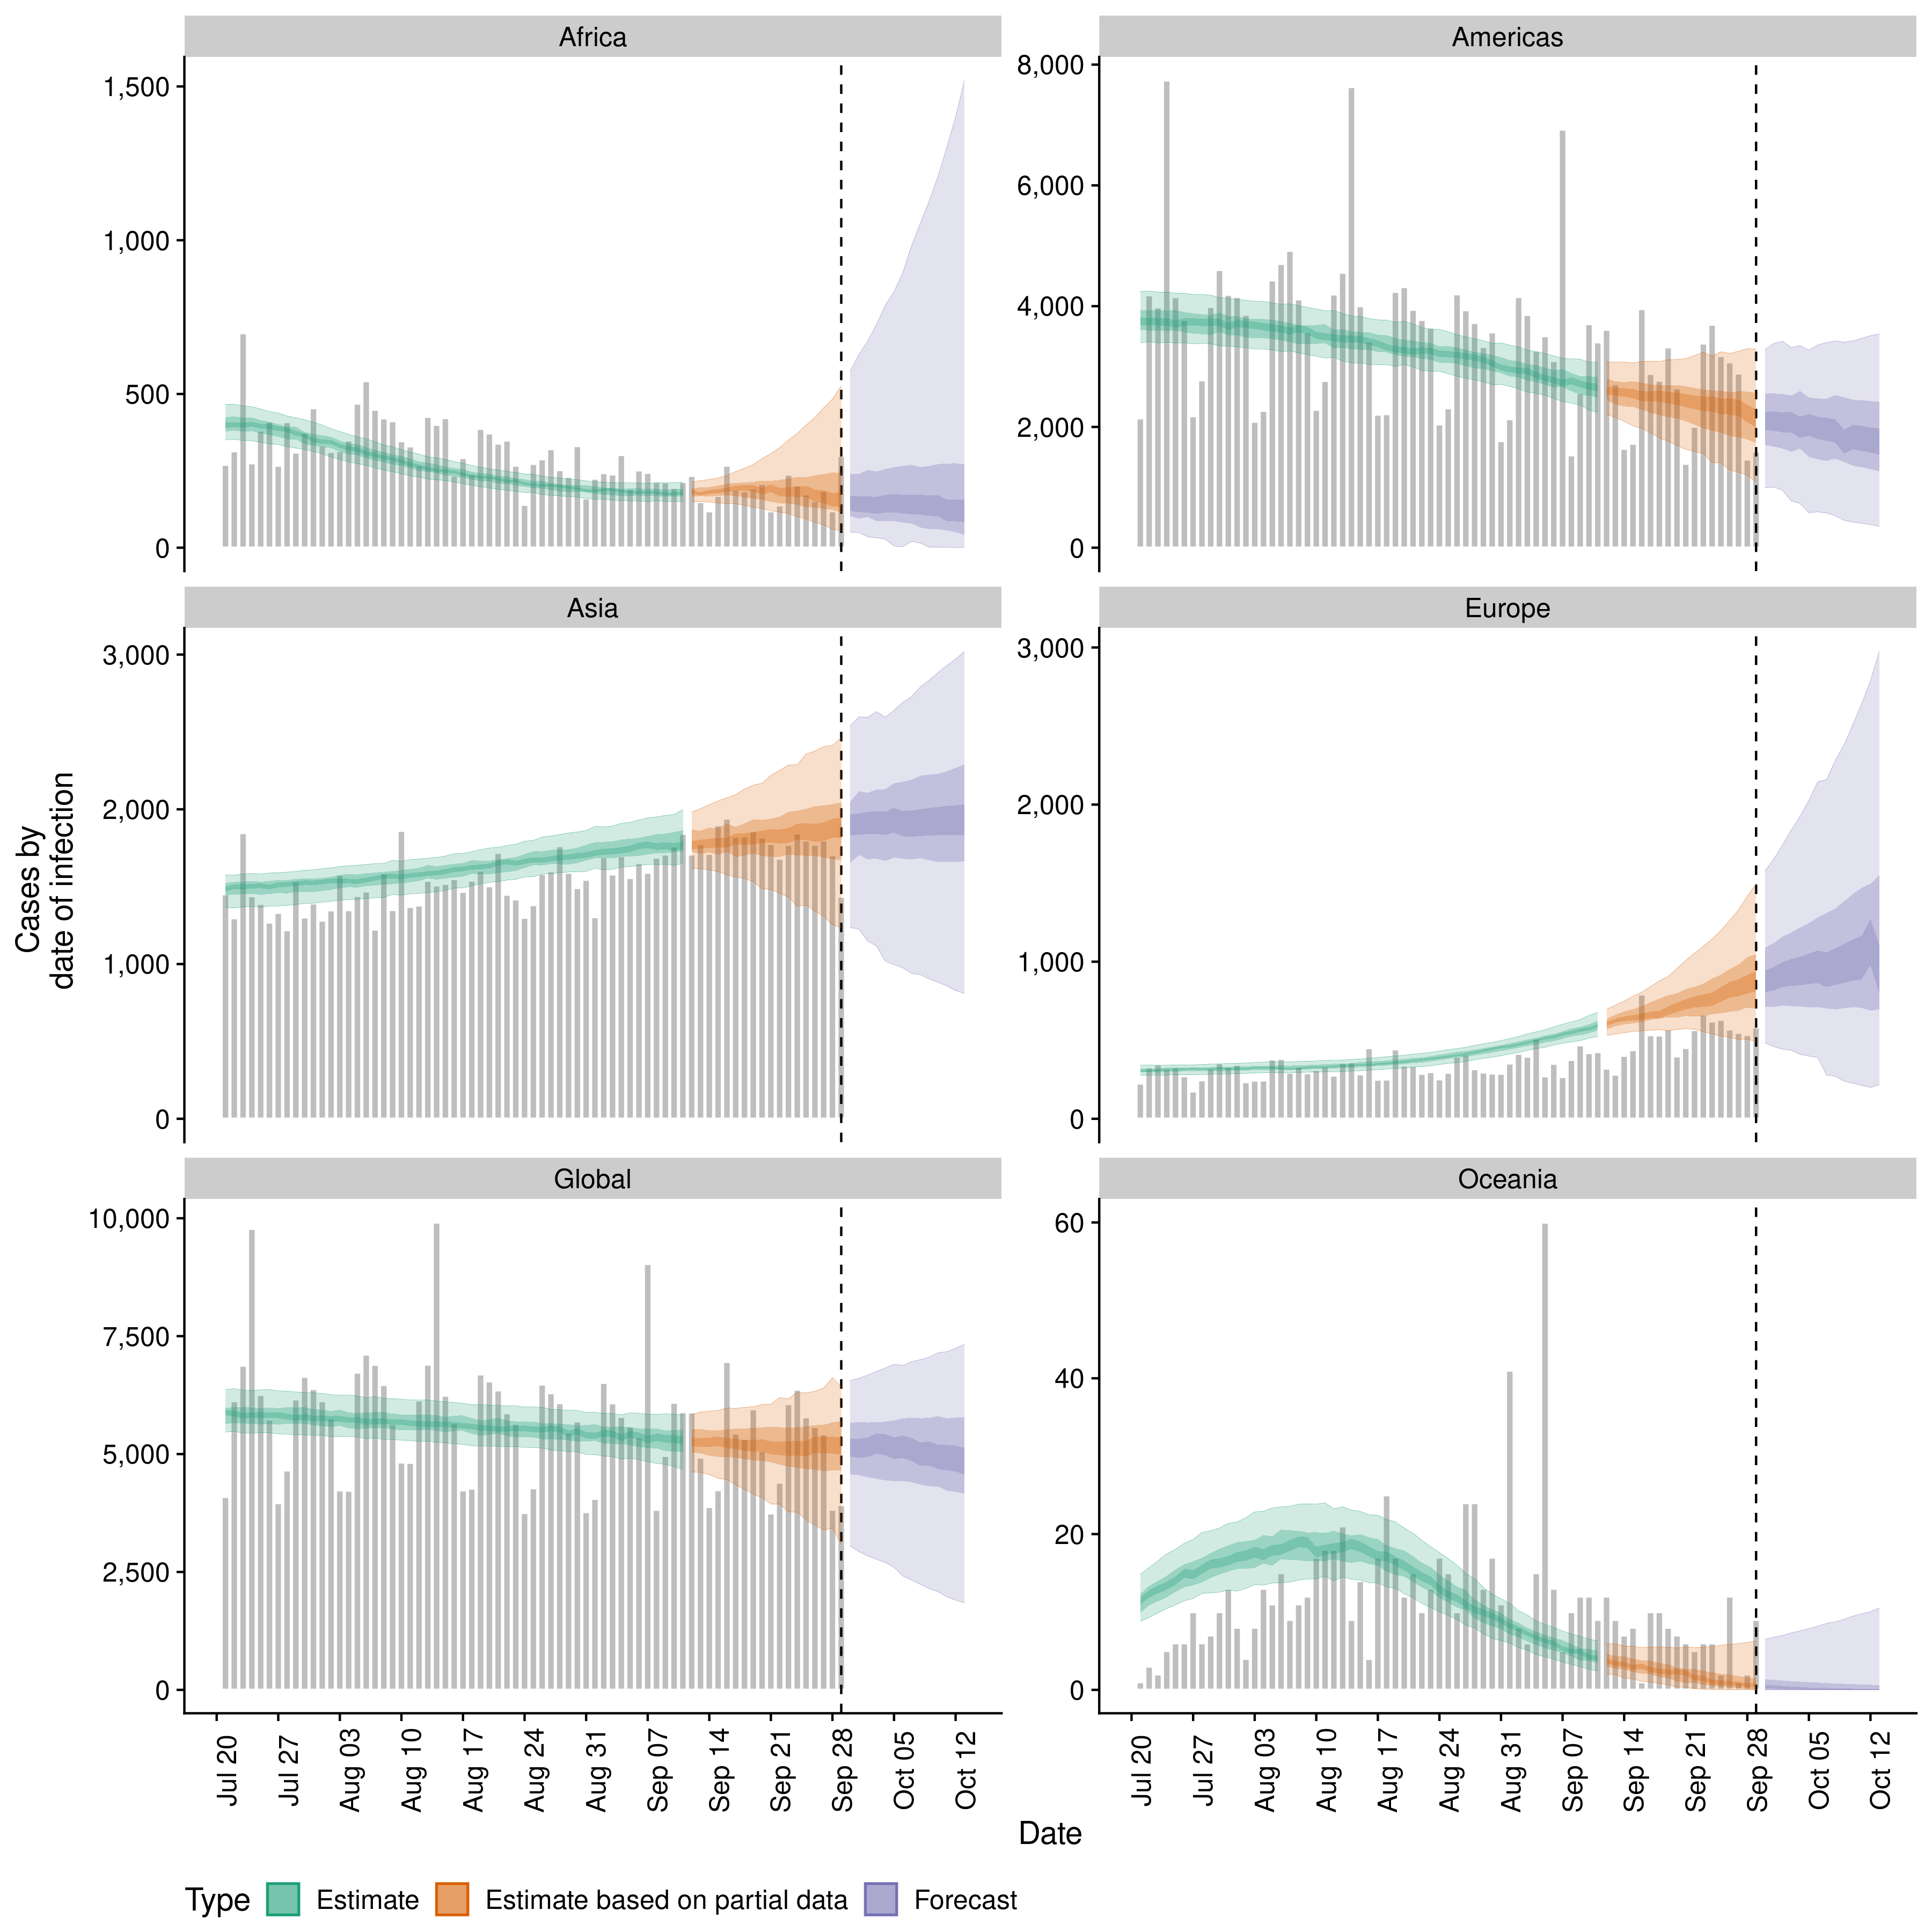 Africa
Americas
1,500
1,000
500
0
8,000
6,000
4,000
2,000
0
Asia
Europe
3,000
2,000
1,000
0
3,000
2,000
1,000
0
Cases by
date of infection
Global
Oceania
10,000
7,500
5,000
2,500
0
60
40
20
0
Jul 20
Jul 27
Aug 03
Aug 10
Aug 17
Aug 24
Aug 31
Sep 07
Sep 14
Sep 21
Sep 28
Oct 05
Oct 12
Jul 20
Jul 27
Aug 03
Aug 10
Aug 17
Aug 24
Aug 31
Sep 07
Sep 14
Sep 21
Sep 28
Oct 05
Oct 12
Date
Type Estimate Estimate based on partial data Forecast